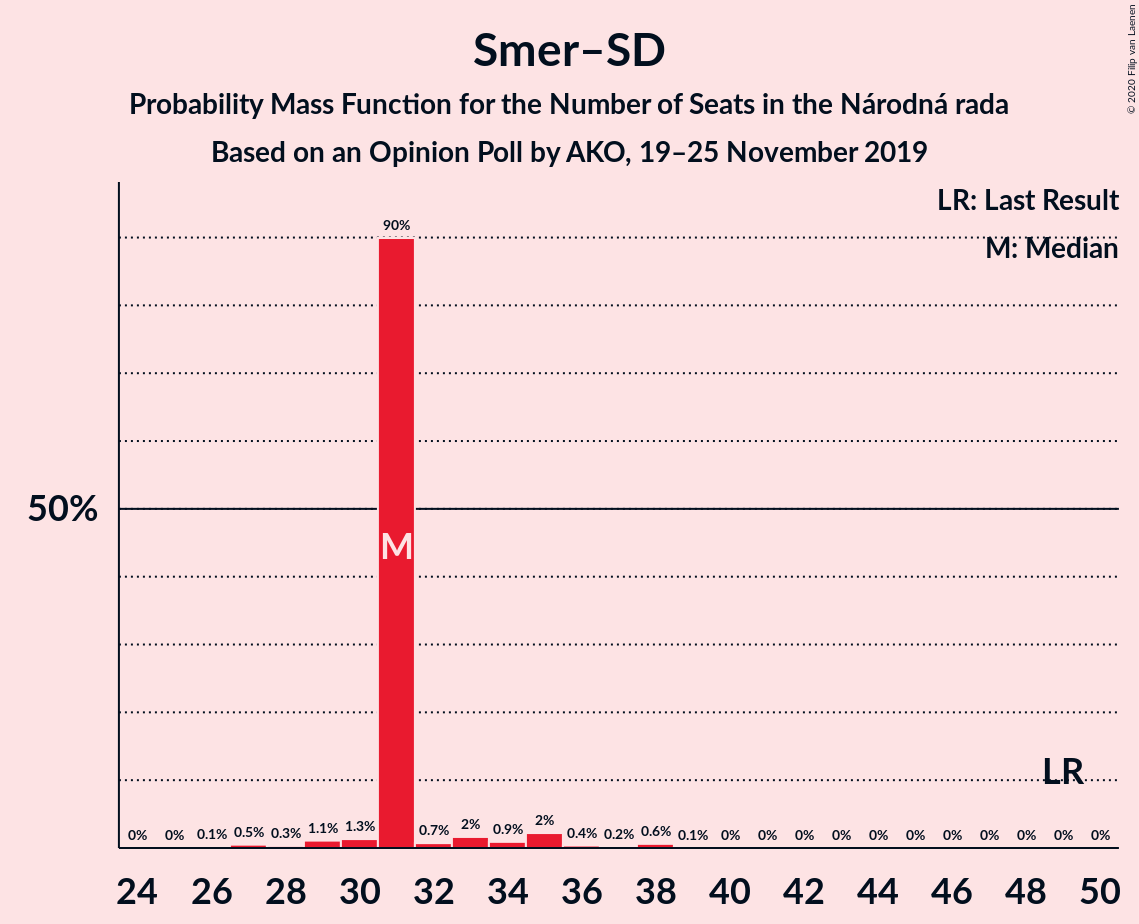 © 2020 Filip van Laenen
Smer–SD
Probability Mass Function for the Number of Seats in the Národná rada
Based on an Opinion Poll by AKO, 19–25 November 2019
LR: Last Result
M: Median
90%
50%
M
LR
0% 0% 0.1% 0.5% 0.3% 1.1% 1.3% 0.7% 2% 0.9% 2% 0.4% 0.2% 0.6% 0.1% 0% 0% 0% 0% 0% 0% 0% 0% 0% 0% 0%
24 26 28 30 32 34 36 38 40 42 44 46 48 50